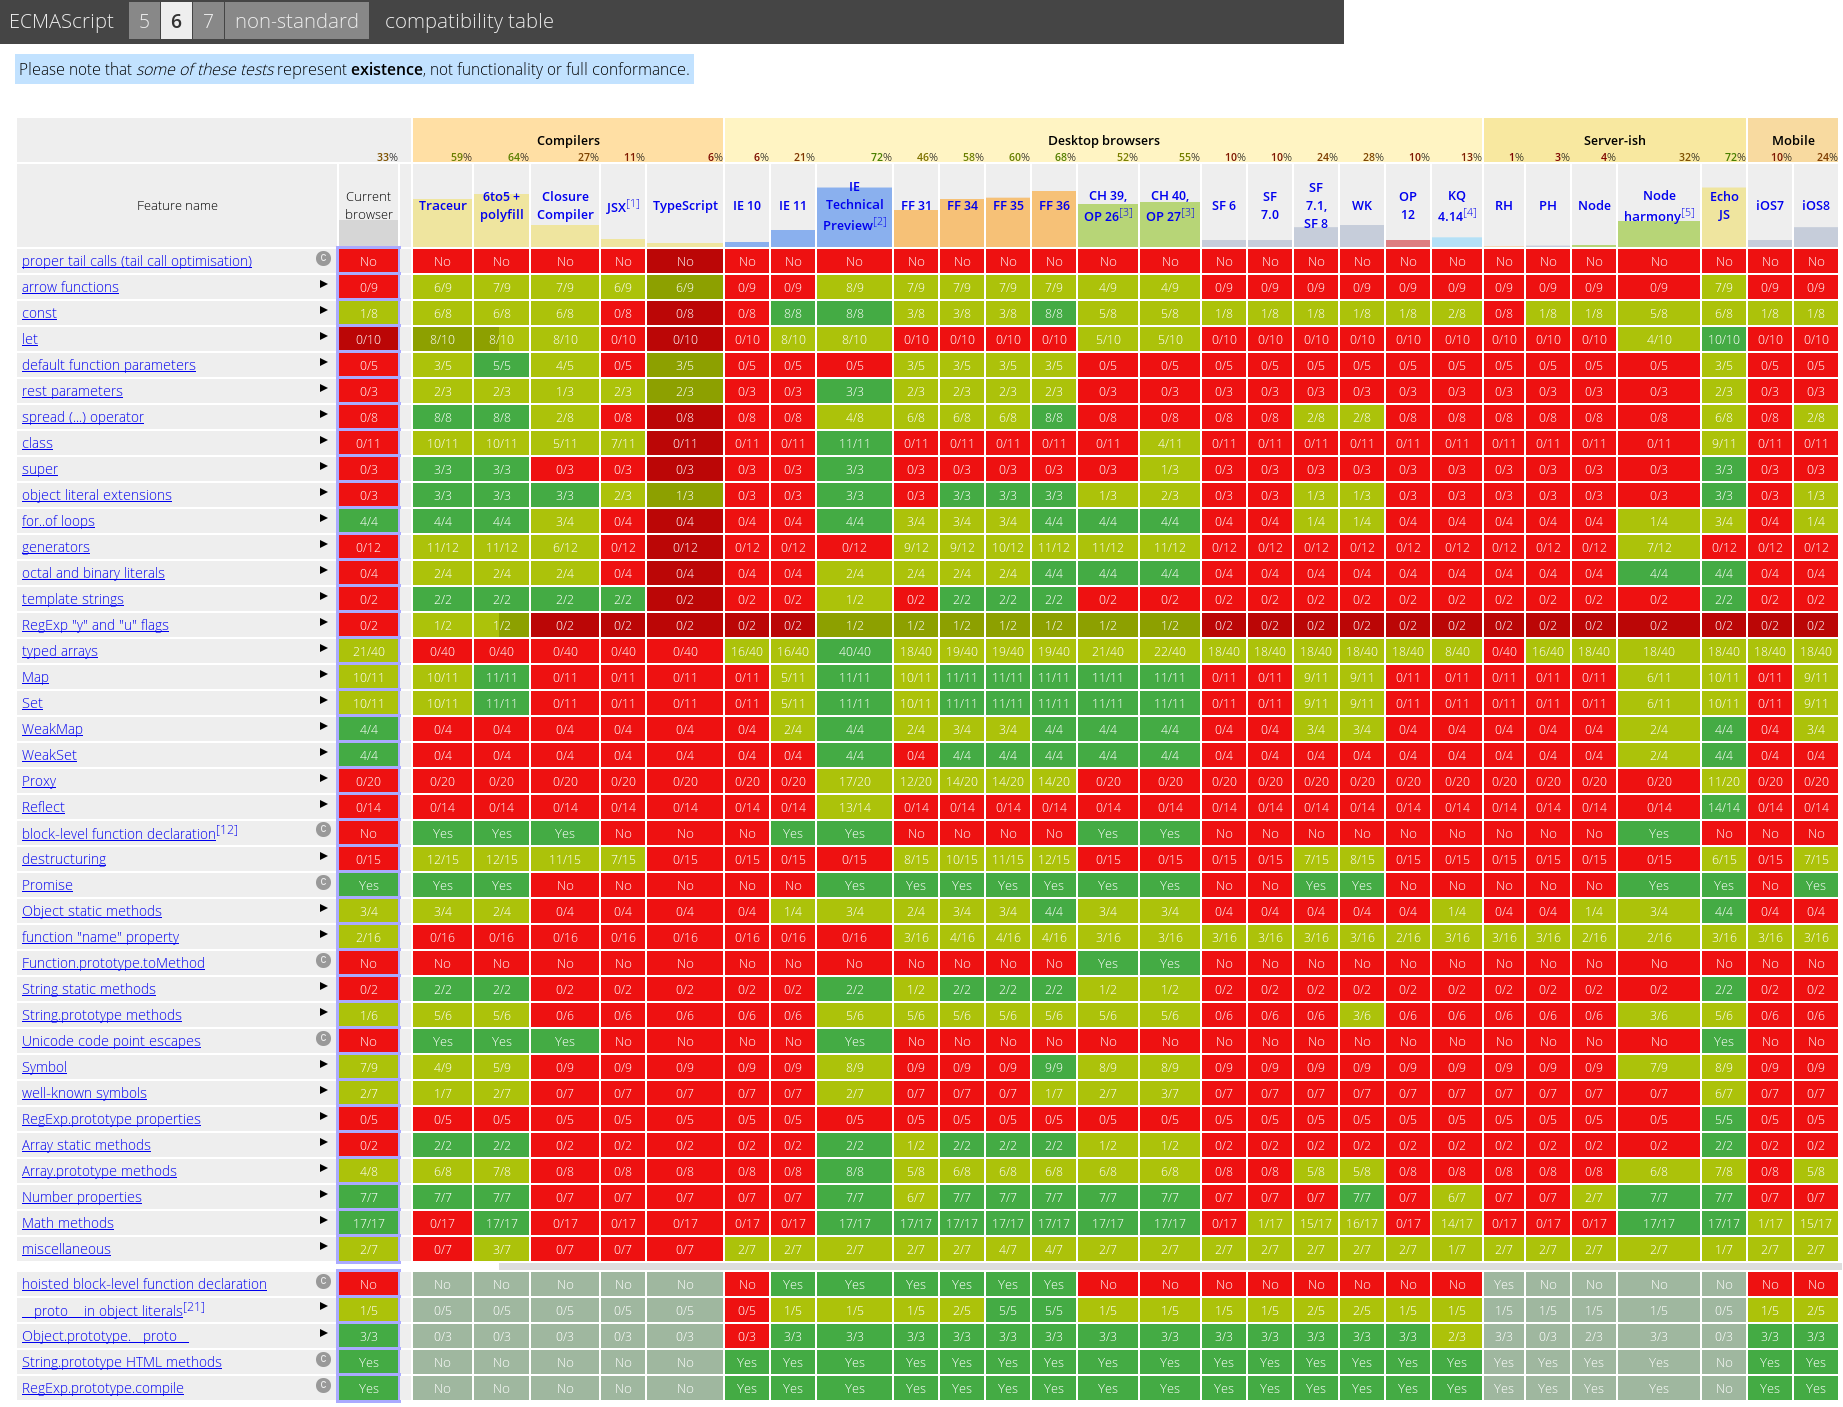 ECMAScript 5 6 7 non-standard compatibility table
Please note that some of these tests represent existence, not functionality or full conformance.
Compilers Desktop browsers Server-ish Mobile
33% 59% 64% 27% 11% 6% 6% 21% 72% 46% 58% 60% 68% 52% 55% 10% 10% 24% 28% 10% 13% 1% 3% 4% 32% 72% 10% 24%
Feature name Current browser Traceur 6to5 + polyfill Closure Compiler JSX[1] TypeScript IE 10 IE 11 IE Technical Preview[2] FF 31 FF 34 FF 35 FF 36 CH 39, OP 26[3] CH 40, OP 27[3] SF 6 SF 7.0 SF 7.1, SF 8 WK OP 12 KQ 4.14[4] RH PH Node Node harmony[5] Echo JS iOS7 iOS8
proper tail calls (tail call optimisation) C No No No No No No No No No No No No No No No No No No No No No No No No No No No No
arrow functions 0/9 6/9 7/9 7/9 6/9 6/9 0/9 0/9 8/9 7/9 7/9 7/9 7/9 4/9 4/9 0/9 0/9 0/9 0/9 0/9 0/9 0/9 0/9 0/9 0/9 7/9 0/9 0/9
const 1/8 6/8 6/8 6/8 0/8 0/8 0/8 8/8 8/8 3/8 3/8 3/8 8/8 5/8 5/8 1/8 1/8 1/8 1/8 1/8 2/8 0/8 1/8 1/8 5/8 6/8 1/8 1/8
let 0/10 8/10 8/10 8/10 0/10 0/10 0/10 8/10 8/10 0/10 0/10 0/10 0/10 5/10 5/10 0/10 0/10 0/10 0/10 0/10 0/10 0/10 0/10 0/10 4/10 10/10 0/10 0/10
default function parameters 0/5 3/5 5/5 4/5 0/5 3/5 0/5 0/5 0/5 3/5 3/5 3/5 3/5 0/5 0/5 0/5 0/5 0/5 0/5 0/5 0/5 0/5 0/5 0/5 0/5 3/5 0/5 0/5
rest parameters 0/3 2/3 2/3 1/3 2/3 2/3 0/3 0/3 3/3 2/3 2/3 2/3 2/3 0/3 0/3 0/3 0/3 0/3 0/3 0/3 0/3 0/3 0/3 0/3 0/3 2/3 0/3 0/3
spread (...) operator 0/8 8/8 8/8 2/8 0/8 0/8 0/8 0/8 4/8 6/8 6/8 6/8 8/8 0/8 0/8 0/8 0/8 2/8 2/8 0/8 0/8 0/8 0/8 0/8 0/8 6/8 0/8 2/8
class 0/11 10/11 10/11 5/11 7/11 0/11 0/11 0/11 11/11 0/11 0/11 0/11 0/11 0/11 4/11 0/11 0/11 0/11 0/11 0/11 0/11 0/11 0/11 0/11 0/11 9/11 0/11 0/11
super 0/3 3/3 3/3 0/3 0/3 0/3 0/3 0/3 3/3 0/3 0/3 0/3 0/3 0/3 1/3 0/3 0/3 0/3 0/3 0/3 0/3 0/3 0/3 0/3 0/3 3/3 0/3 0/3
object literal extensions 0/3 3/3 3/3 3/3 2/3 1/3 0/3 0/3 3/3 0/3 3/3 3/3 3/3 1/3 2/3 0/3 0/3 1/3 1/3 0/3 0/3 0/3 0/3 0/3 0/3 3/3 0/3 1/3
for..of loops 4/4 4/4 4/4 3/4 0/4 0/4 0/4 0/4 4/4 3/4 3/4 3/4 4/4 4/4 4/4 0/4 0/4 1/4 1/4 0/4 0/4 0/4 0/4 0/4 1/4 3/4 0/4 1/4
generators 0/12 11/12 11/12 6/12 0/12 0/12 0/12 0/12 0/12 9/12 9/12 10/12 11/12 11/12 11/12 0/12 0/12 0/12 0/12 0/12 0/12 0/12 0/12 0/12 7/12 0/12 0/12 0/12
octal and binary literals 0/4 2/4 2/4 2/4 0/4 0/4 0/4 0/4 2/4 2/4 2/4 2/4 4/4 4/4 4/4 0/4 0/4 0/4 0/4 0/4 0/4 0/4 0/4 0/4 4/4 4/4 0/4 0/4
template strings 0/2 2/2 2/2 2/2 2/2 0/2 0/2 0/2 1/2 0/2 2/2 2/2 2/2 0/2 0/2 0/2 0/2 0/2 0/2 0/2 0/2 0/2 0/2 0/2 0/2 2/2 0/2 0/2
RegExp "y" and "u" flags 0/2 1/2 1/2 0/2 0/2 0/2 0/2 0/2 1/2 1/2 1/2 1/2 1/2 1/2 1/2 0/2 0/2 0/2 0/2 0/2 0/2 0/2 0/2 0/2 0/2 0/2 0/2 0/2
typed arrays 21/40 0/40 0/40 0/40 0/40 0/40 16/40 16/40 40/40 18/40 19/40 19/40 19/40 21/40 22/40 18/40 18/40 18/40 18/40 18/40 8/40 0/40 16/40 18/40 18/40 18/40 18/40 18/40
Map 10/11 10/11 11/11 0/11 0/11 0/11 0/11 5/11 11/11 10/11 11/11 11/11 11/11 11/11 11/11 0/11 0/11 9/11 9/11 0/11 0/11 0/11 0/11 0/11 6/11 10/11 0/11 9/11
Set 10/11 10/11 11/11 0/11 0/11 0/11 0/11 5/11 11/11 10/11 11/11 11/11 11/11 11/11 11/11 0/11 0/11 9/11 9/11 0/11 0/11 0/11 0/11 0/11 6/11 10/11 0/11 9/11
WeakMap 4/4 0/4 0/4 0/4 0/4 0/4 0/4 2/4 4/4 2/4 3/4 3/4 4/4 4/4 4/4 0/4 0/4 3/4 3/4 0/4 0/4 0/4 0/4 0/4 2/4 4/4 0/4 3/4
WeakSet 4/4 0/4 0/4 0/4 0/4 0/4 0/4 0/4 4/4 0/4 4/4 4/4 4/4 4/4 4/4 0/4 0/4 0/4 0/4 0/4 0/4 0/4 0/4 0/4 2/4 4/4 0/4 0/4
Proxy 0/20 0/20 0/20 0/20 0/20 0/20 0/20 0/20 17/20 12/20 14/20 14/20 14/20 0/20 0/20 0/20 0/20 0/20 0/20 0/20 0/20 0/20 0/20 0/20 0/20 11/20 0/20 0/20
Reflect 0/14 0/14 0/14 0/14 0/14 0/14 0/14 0/14 13/14 0/14 0/14 0/14 0/14 0/14 0/14 0/14 0/14 0/14 0/14 0/14 0/14 0/14 0/14 0/14 0/14 14/14 0/14 0/14
block-level function declaration[12] C No Yes Yes Yes No No No Yes Yes No No No No Yes Yes No No No No No No No No No Yes No No No
destructuring 0/15 12/15 12/15 11/15 7/15 0/15 0/15 0/15 0/15 8/15 10/15 11/15 12/15 0/15 0/15 0/15 0/15 7/15 8/15 0/15 0/15 0/15 0/15 0/15 0/15 6/15 0/15 7/15
Promise C Yes Yes Yes No No No No No Yes Yes Yes Yes Yes Yes Yes No No Yes Yes No No No No No Yes Yes No Yes
Object static methods 3/4 3/4 2/4 0/4 0/4 0/4 0/4 1/4 3/4 2/4 3/4 3/4 4/4 3/4 3/4 0/4 0/4 0/4 0/4 0/4 1/4 0/4 0/4 1/4 3/4 4/4 0/4 0/4
function "name" property 2/16 0/16 0/16 0/16 0/16 0/16 0/16 0/16 0/16 3/16 4/16 4/16 4/16 3/16 3/16 3/16 3/16 3/16 3/16 2/16 3/16 3/16 3/16 2/16 2/16 3/16 3/16 3/16
Function.prototype.toMethod C No No No No No No No No No No No No No Yes Yes No No No No No No No No No No No No No
String static methods 0/2 2/2 2/2 0/2 0/2 0/2 0/2 0/2 2/2 1/2 2/2 2/2 2/2 1/2 1/2 0/2 0/2 0/2 0/2 0/2 0/2 0/2 0/2 0/2 0/2 2/2 0/2 0/2
String.prototype methods 1/6 5/6 5/6 0/6 0/6 0/6 0/6 0/6 5/6 5/6 5/6 5/6 5/6 5/6 5/6 0/6 0/6 0/6 3/6 0/6 0/6 0/6 0/6 0/6 3/6 5/6 0/6 0/6
Unicode code point escapes C No Yes Yes Yes No No No No Yes No No No No No No No No No No No No No No No No Yes No No
Symbol 7/9 4/9 5/9 0/9 0/9 0/9 0/9 0/9 8/9 0/9 0/9 0/9 9/9 8/9 8/9 0/9 0/9 0/9 0/9 0/9 0/9 0/9 0/9 0/9 7/9 8/9 0/9 0/9
well-known symbols 2/7 1/7 2/7 0/7 0/7 0/7 0/7 0/7 2/7 0/7 0/7 0/7 1/7 2/7 3/7 0/7 0/7 0/7 0/7 0/7 0/7 0/7 0/7 0/7 0/7 6/7 0/7 0/7
RegExp.prototype properties 0/5 0/5 0/5 0/5 0/5 0/5 0/5 0/5 0/5 0/5 0/5 0/5 0/5 0/5 0/5 0/5 0/5 0/5 0/5 0/5 0/5 0/5 0/5 0/5 0/5 5/5 0/5 0/5
Array static methods 0/2 2/2 2/2 0/2 0/2 0/2 0/2 0/2 2/2 1/2 2/2 2/2 2/2 1/2 1/2 0/2 0/2 0/2 0/2 0/2 0/2 0/2 0/2 0/2 0/2 2/2 0/2 0/2
Array.prototype methods 4/8 6/8 7/8 0/8 0/8 0/8 0/8 0/8 8/8 5/8 6/8 6/8 6/8 6/8 6/8 0/8 0/8 5/8 5/8 0/8 0/8 0/8 0/8 0/8 6/8 7/8 0/8 5/8
Number properties 7/7 7/7 7/7 0/7 0/7 0/7 0/7 0/7 7/7 6/7 7/7 7/7 7/7 7/7 7/7 0/7 0/7 0/7 7/7 0/7 6/7 0/7 0/7 2/7 7/7 7/7 0/7 0/7
Math methods 17/17 0/17 17/17 0/17 0/17 0/17 0/17 0/17 17/17 17/17 17/17 17/17 17/17 17/17 17/17 0/17 1/17 15/17 16/17 0/17 14/17 0/17 0/17 0/17 17/17 17/17 1/17 15/17
miscellaneous 2/7 0/7 3/7 0/7 0/7 0/7 2/7 2/7 2/7 2/7 2/7 4/7 4/7 2/7 2/7 2/7 2/7 2/7 2/7 2/7 1/7 2/7 2/7 2/7 2/7 1/7 2/7 2/7
hoisted block-level function declaration C No No No No No No No Yes Yes Yes Yes Yes Yes No No No No No No No No Yes No No No No No No
__proto__ in object literals[21] 1/5 0/5 0/5 0/5 0/5 0/5 0/5 1/5 1/5 1/5 2/5 5/5 5/5 1/5 1/5 1/5 1/5 2/5 2/5 1/5 1/5 1/5 1/5 1/5 1/5 0/5 1/5 2/5
Object.prototype.__proto__ 3/3 0/3 0/3 0/3 0/3 0/3 0/3 3/3 3/3 3/3 3/3 3/3 3/3 3/3 3/3 3/3 3/3 3/3 3/3 3/3 2/3 3/3 0/3 2/3 3/3 0/3 3/3 3/3
String.prototype HTML methods C Yes No No No No No Yes Yes Yes Yes Yes Yes Yes Yes Yes Yes Yes Yes Yes Yes Yes Yes Yes Yes Yes No Yes Yes
RegExp.prototype.compile C Yes No No No No No Yes Yes Yes Yes Yes Yes Yes Yes Yes Yes Yes Yes Yes Yes Yes Yes Yes Yes Yes No Yes Yes